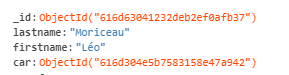 _id: ObjectId("616d63041232deb2ef0afb37")
lastname: "Moriceau"
firstname: "Léo"
car: ObjectId("616d304e5b7583158e47a942")